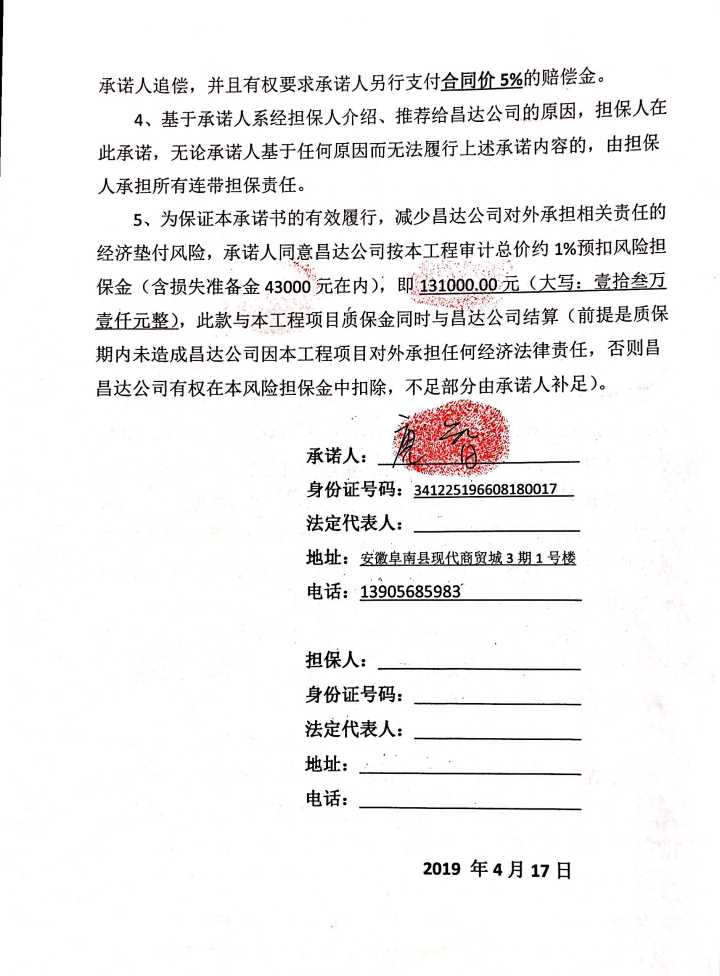 承诺人追偿，并且有权要求承诺人另行支付合同价 5%的赔偿金。
4、基于承诺人系经担保人介绍、推荐给昌达公司的原因，担保人在
此承诺，无论承诺人基于任何原因而无法履行上述承诺内容的，由担保
人承担所有连带担保责任。
5、为保证本承诺书的有效履行，减少昌达公司对外承担相关责任的
经济垫付风险，承诺人同意昌达公司按本工程审计总价约 1%预扣风险担
保金（含损失准备金 43000 元在内），即 131000.00 元（大写：壹拾叁万
壹仟元整），此款与本工程项目质保金同时与昌达公司结算（前提是质保
期内未造成昌达公司因本工程项目对外承担任何经济法律责任，否则昌
昌达公司有权在本风险担保金中扣除，不足部分由承诺人补足）。
承诺人：
身份证号码：341225196608180017
法定代表人：
地址：安徽阜南县现代商贸城 3 期 1 号楼
电话：13905685983
担保人：
身份证号码：
法定代表人：
地址：
电话：
2019 年 4 月 17 日